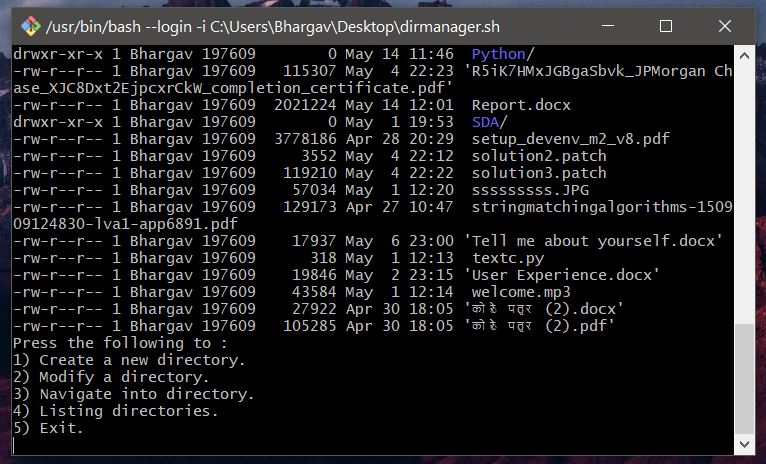 /usr/bin/bash --login -i C:\Users\Bhargav\Desktop\dirmanager.sh
drwxr-xr-x 1 Bhargav 197609 0 May 14 11:46 Python/
-rw-r--r-- 1 Bhargav 197609 115307 May 4 22:23 'R5iK7HMxJGBgaSbvk_JPMorgan Ch
ase_XJC8Dxt2EjpcxrCkW_completion_certificate.pdf'
-rw-r--r-- 1 Bhargav 197609 2021224 May 14 12:01 Report.docx
drwxr-xr-x 1 Bhargav 197609 0 May 1 19:53 SDA/
-rw-r--r-- 1 Bhargav 197609 3778186 Apr 28 20:29 setup_devenv_m2_v8.pdf
-rw-r--r-- 1 Bhargav 197609 3552 May 4 22:12 solution2.patch
-rw-r--r-- 1 Bhargav 197609 119210 May 4 22:22 solution3.patch
-rw-r--r-- 1 Bhargav 197609 57034 May 1 12:20 sssssssss.JPG
-rw-r--r-- 1 Bhargav 197609 129173 Apr 27 10:47 stringmatchingalgorithms-1509
09124830-lva1-app6891.pdf
-rw-r--r-- 1 Bhargav 197609 17937 May 6 23:00 'Tell me about yourself.docx'
-rw-r--r-- 1 Bhargav 197609 318 May 1 12:13 textc.py
-rw-r--r-- 1 Bhargav 197609 19846 May 2 23:15 'User Experience.docx'
-rw-r--r-- 1 Bhargav 197609 43584 May 1 12:14 welcome.mp3
-rw-r--r-- 1 Bhargav 197609 27922 Apr 30 18:05 ' (2).docx'
-rw-r--r-- 1 Bhargav 197609 105285 Apr 30 18:05 ' (2).pdf'
Press the following to :
1) Create a new directory.
2) Modify a directory.
3) Navigate into directory.
4) Listing directories.
5) Exit.